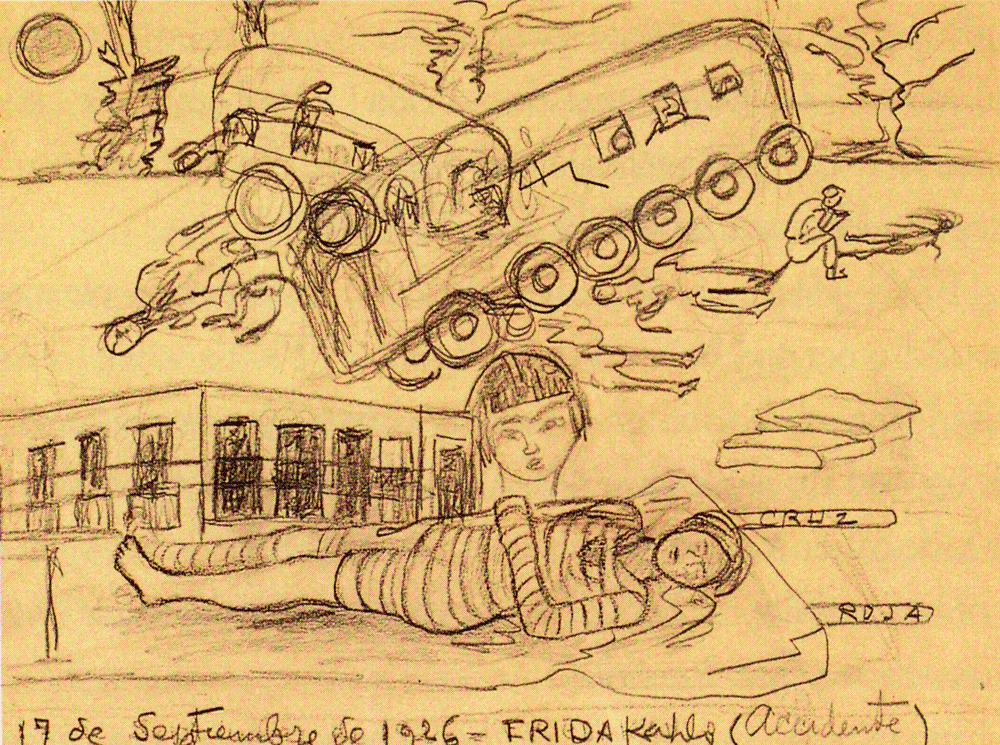 CRUZ
ROJA
17 de Septiembre de 1926 = FRIDA Kahlo (Accidente)